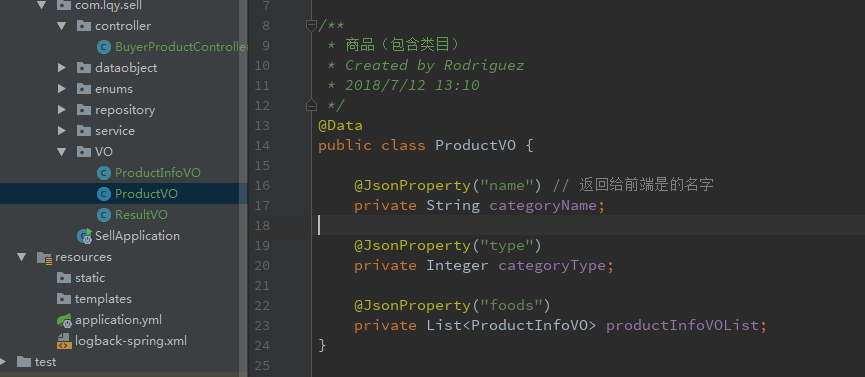 com.lqy.sell
controller
BuyerProductController
dataobject
enums
repository
service
VO
ProductInfoVO
ProductVO
ResultVO
SellApplication
resources
static
templates
application.yml
logback-spring.xml
test
7
8 /**
9 * 商品（包含类目）
10 * Created by Rodriguez
11 * 2018/7/12 13:10
12 */
13 @Data
14 public class ProductVO {
15
16 @JsonProperty("name") // 返回给前端是的名字
17 private String categoryName;
18
19 @JsonProperty("type")
20 private Integer categoryType;
21
22 @JsonProperty("foods")
23 private List<ProductInfoVO> productInfoVOList;
24 }
25